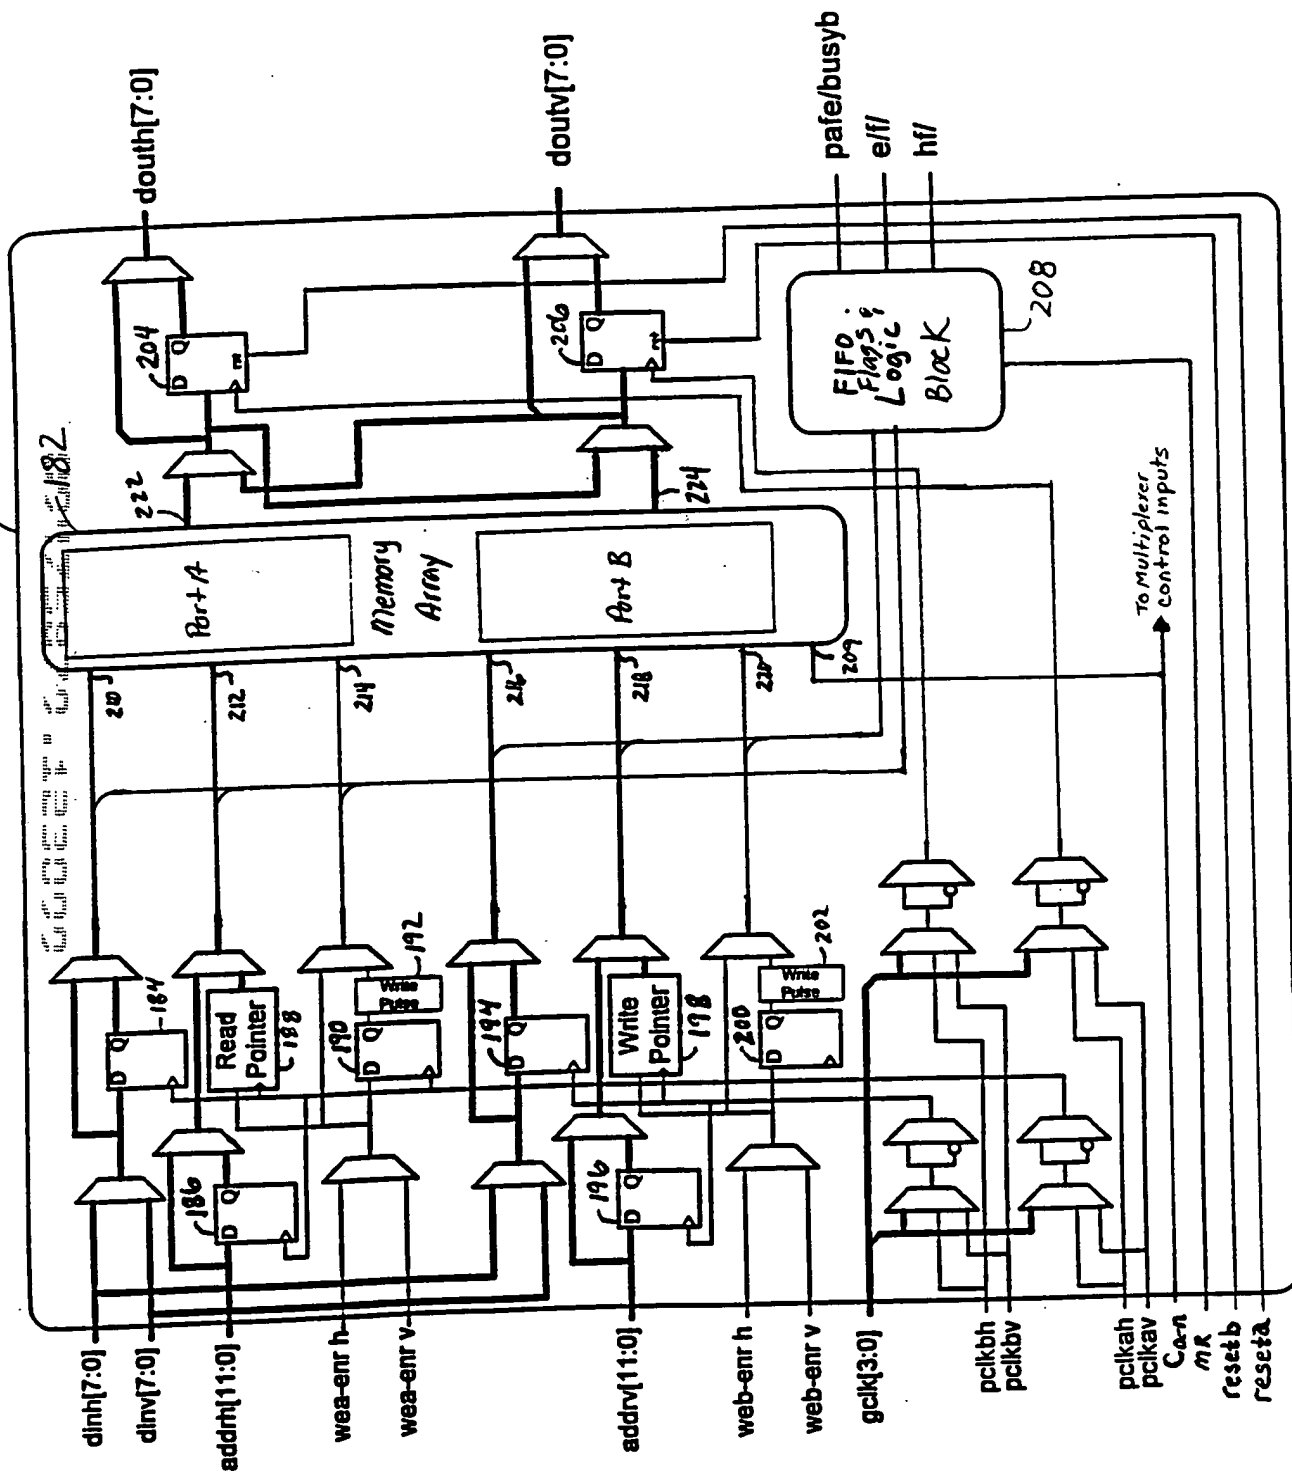 dinh[7:0]
dinv[7:0]
addrh[11:0]
wea-enr h
wea-enr v
addrv[11:0]
web-enr h
web-enr v
gclk[3:0]
pclkbh
pclkbv
pclkah
pclkav
Ca-n
MR
resetb
reseta
186
D Q
184
D Q
Read
Pointer
188
190
D Q
Write
Pulse
192
194
D Q
196
D Q
Write
Pointer
198
200
D Q
Write
Pulse
202
210
212
214
216
218
220
209
182
Port A
Memory
Array
Port B
To Multiplexer
control inputs
222
224
204
D Q
206
D Q
FIFO
Flags
Logic
Block
208
douth[7:0]
doutv[7:0]
pafe/busyb
e/f/
hf/